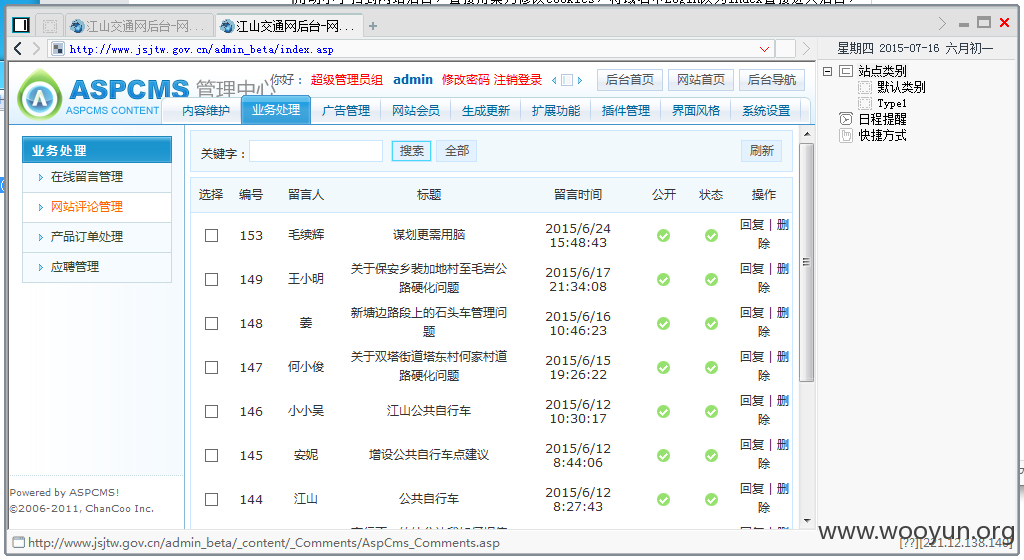 江山交通网后台-网...
江山交通网后台-网...
http://www.jsjtw.gov.cn/admin_beta/index.asp
星期四 2015-07-16 六月初一
ASPCMS 管理中心
ASPCMS CONTENT
你好： 超级管理员组 admin 修改密码 注销登录
后台首页 网站首页 后台导航
内容维护 业务处理 广告管理 网站会员 生成更新 扩展功能 插件管理 界面风格 系统设置
站点类别
默认类别
Type1
日程提醒
快捷方式
业务处理
在线留言管理
网站评论管理
产品订单处理
应聘管理
关键字： 搜索 全部 刷新
选择 编号 留言人 标题 留言时间 公开 状态 操作
153 毛续辉 谋划更需用脑 2015/6/24 15:48:43 回复 | 删除
149 王小明 关于保安乡裴加地村至毛岩公路硬化问题 2015/6/17 21:34:08 回复 | 删除
148 姜 新塘边路段上的石头车管理问题 2015/6/16 10:46:23 回复 | 删除
147 何小俊 关于双塔街道塔东村何家村道路硬化问题 2015/6/15 19:26:22 回复 | 删除
146 小小吴 江山公共自行车 2015/6/12 10:30:17 回复 | 删除
145 安妮 增设公共自行车点建议 2015/6/12 8:44:06 回复 | 删除
144 江山 公共自行车 2015/6/12 8:27:43 回复 | 删除
Powered by ASPCMS!
©2006-2011, ChanCoo Inc.
www.wooyun.org
http://www.jsjtw.gov.cn/admin_beta/_content/_Comments/AspCms_Comments.asp
[??][221.12.138.140]